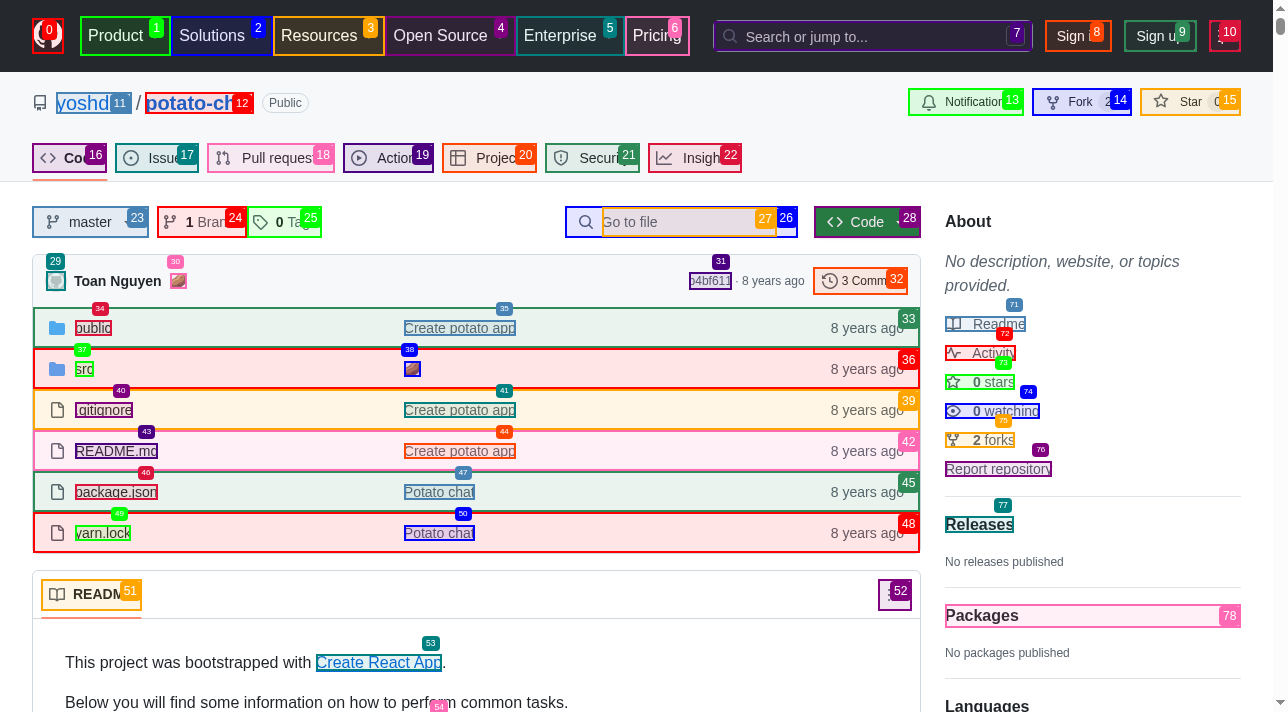 0
Product 1
Solutions 2
Resources 3
Open Source 4
Enterprise 5
Pricing 6
Search or jump to... 7
Sign 8
Sign u 9
10
yoshd 11 / potato-ch 12 Public
Notification 13
Fork 2 14
Star 0 15
Co 16
Issue 17
Pull reques 18
Action 19
Projec 20
Securi 21
Insigh 22
master 23
1 Bran 24
0 Ta 25
Go to file 27 26
Code 28
29
Toan Nguyen
30
31
b4bf611 · 8 years ago
3 Comm 32
34 35 33
public Create potato app 8 years ago
37 38 36
src 8 years ago
40 41 39
.gitignore Create potato app 8 years ago
43 44 42
README.md Create potato app 8 years ago
46 47 45
package.json Potato chat 8 years ago
49 50 48
yarn.lock Potato chat 8 years ago
READM 51
52
53
This project was bootstrapped with Create React App.
Below you will find some information on how to perform common tasks.
54
About
No description, website, or topics
provided.
71
Readme
72
Activity
73
0 stars
74
0 watching
75
2 forks
76
Report repository
77
Releases
No releases published
Packages 78
No packages published
Languages